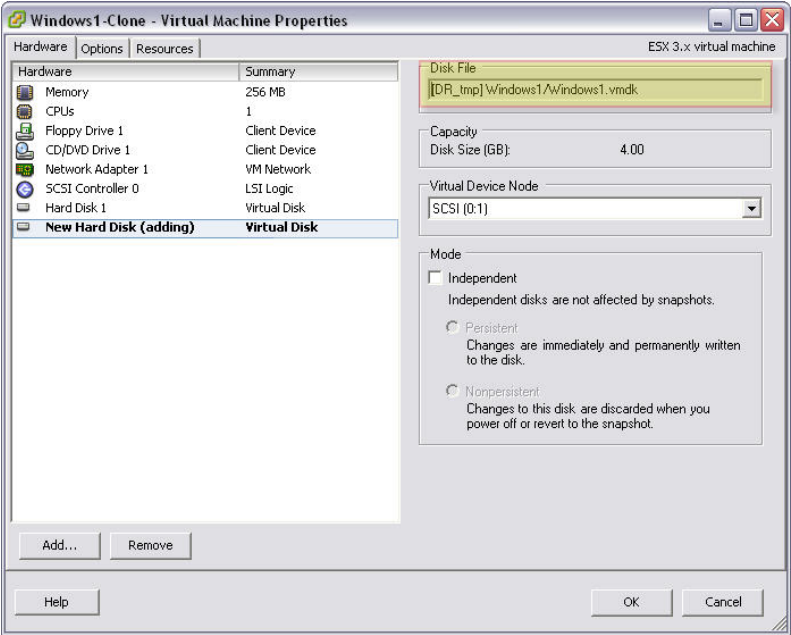 Windows1-Clone - Virtual Machine Properties
Hardware Options Resources ESX 3.x virtual machine
Hardware Summary
Memory 256 MB
CPUs 1
Floppy Drive 1 Client Device
CD/DVD Drive 1 Client Device
Network Adapter 1 VM Network
SCSI Controller 0 LSI Logic
Hard Disk 1 Virtual Disk
New Hard Disk (adding) Virtual Disk
Disk File
[DR_tmp] Windows1/Windows1.vmdk
Capacity
Disk Size (GB): 4.00
Virtual Device Node
SCSI (0:1)
Mode
Independent
Independent disks are not affected by snapshots.
Persistent
Changes are immediately and permanently written
to the disk.
Nonpersistent
Changes to this disk are discarded when you
power off or revert to the snapshot.
Add... Remove
Help OK Cancel